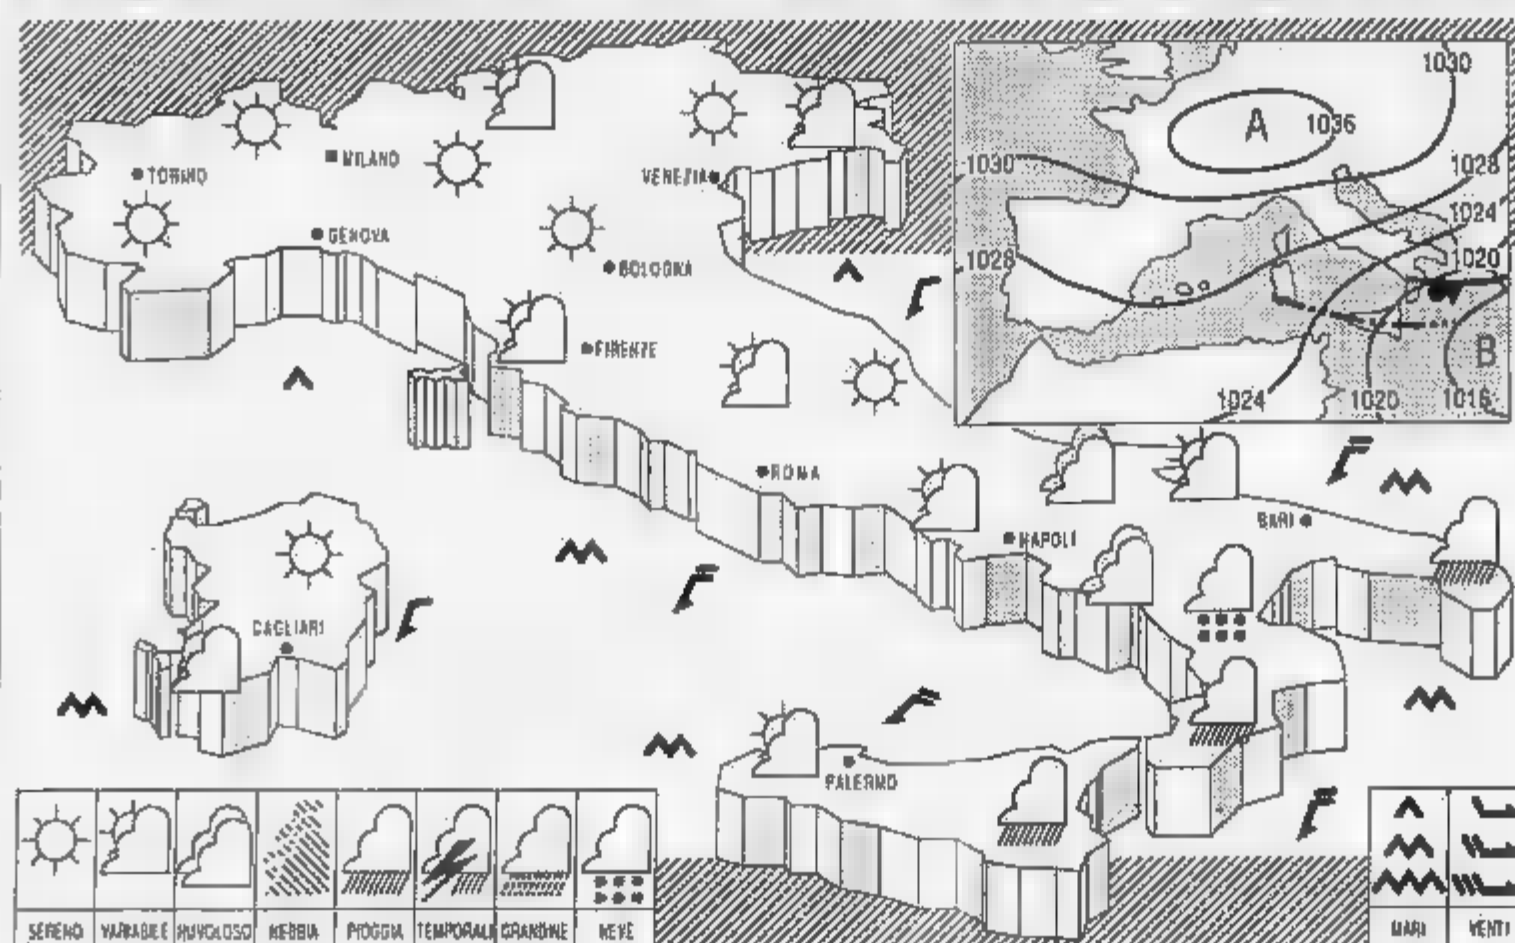 1030
A
1036
1030
1028
1024
1020
1028
B
1024
1020
1016
MILANO
TORINO
VENEZIA
GENOVA
BOLOGNA
FIRENZE
ROMA
BARI
NAPOLI
CAGLIARI
PALERMO
SERENO VARIABILE NUVOLOSO NEBBIA PIOGGIA TEMPORALE GRANDINE NEVE
MARI VENTI